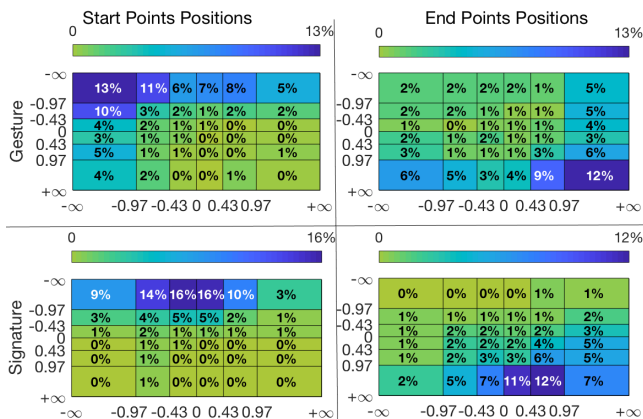 Start Points Positions End Points Positions
0 13% 0 13%
Gesture
-∞ 13% 11% 6% 7% 8% 5% -∞ 2% 2% 2% 2% 1% 5%
-0.97 10% 3% 2% 1% 2% 2% -0.97 2% 2% 1% 1% 1% 5%
-0.43 4% 2% 1% 1% 0% 0% -0.43 1% 0% 1% 1% 1% 4%
0 3% 1% 1% 0% 0% 0% 0 2% 1% 2% 1% 1% 3%
0.43 5% 1% 1% 0% 0% 1% 0.43 3% 1% 1% 1% 3% 6%
0.97 4% 2% 0% 0% 1% 0% 0.97 6% 5% 3% 4% 9% 12%
+∞ +∞
-∞ -0.97 -0.43 0 0.43 0.97 +∞ -∞ -0.97 -0.43 0 0.43 0.97 +∞
0 16% 0 12%
Signature
-∞ 9% 14% 16% 16% 10% 3% -∞ 0% 0% 0% 0% 1% 1%
-0.97 3% 4% 5% 5% 2% 1% -0.97 1% 1% 1% 1% 1% 2%
-0.43 1% 2% 1% 1% 1% 1% -0.43 1% 2% 2% 1% 2% 3%
0 0% 1% 0% 0% 0% 0% 0 1% 2% 2% 2% 4% 5%
0.43 0% 1% 0% 0% 0% 0% 0.43 1% 2% 3% 3% 6% 5%
0.97 0% 1% 0% 0% 0% 0% 0.97 2% 5% 7% 11% 12% 7%
+∞ +∞
-∞ -0.97 -0.43 0 0.43 0.97 +∞ -∞ -0.97 -0.43 0 0.43 0.97 +∞